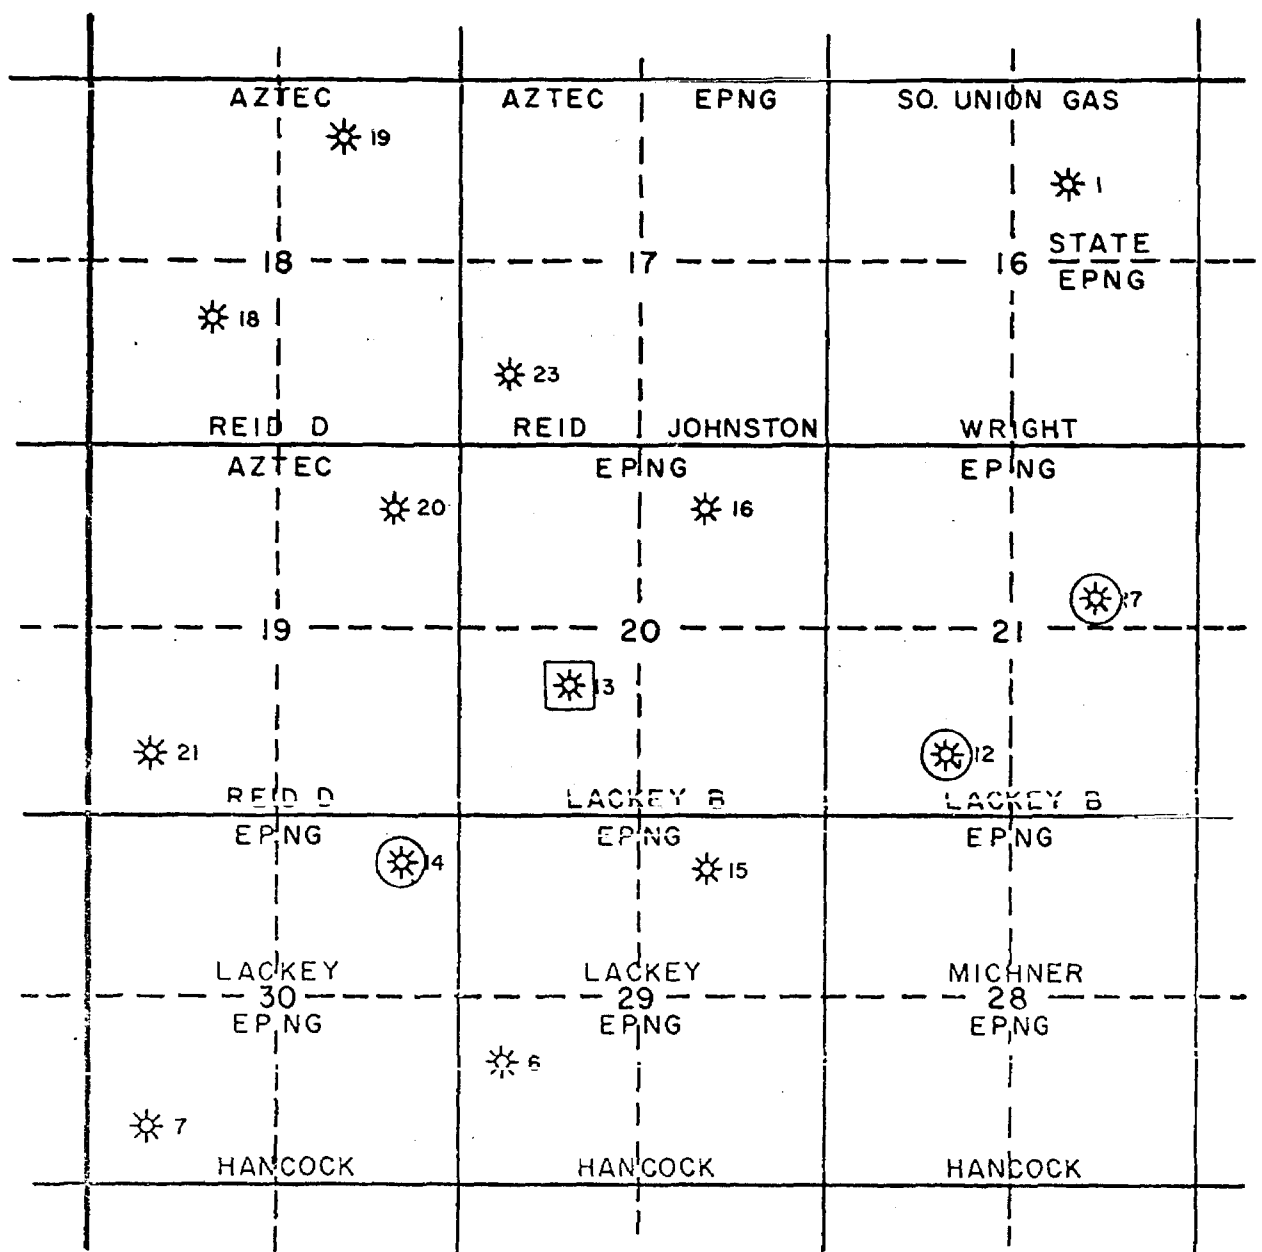 AZTEC AZTEC EPNG SO. UNION GAS
19
1
STATE
18 17 16
EPNG
18
23
REID D REID JOHNSTON WRIGHT
AZTEC EPNG EPNG
20 16
19 20 21
13
21 12
REID D LACKEY B LACKEY B
EPNG EPNG EPNG
14 15
LACKEY LACKEY MICHNER
30 29 28
EPNG EPNG EPNG
6
7
HANCOCK HANCOCK HANCOCK